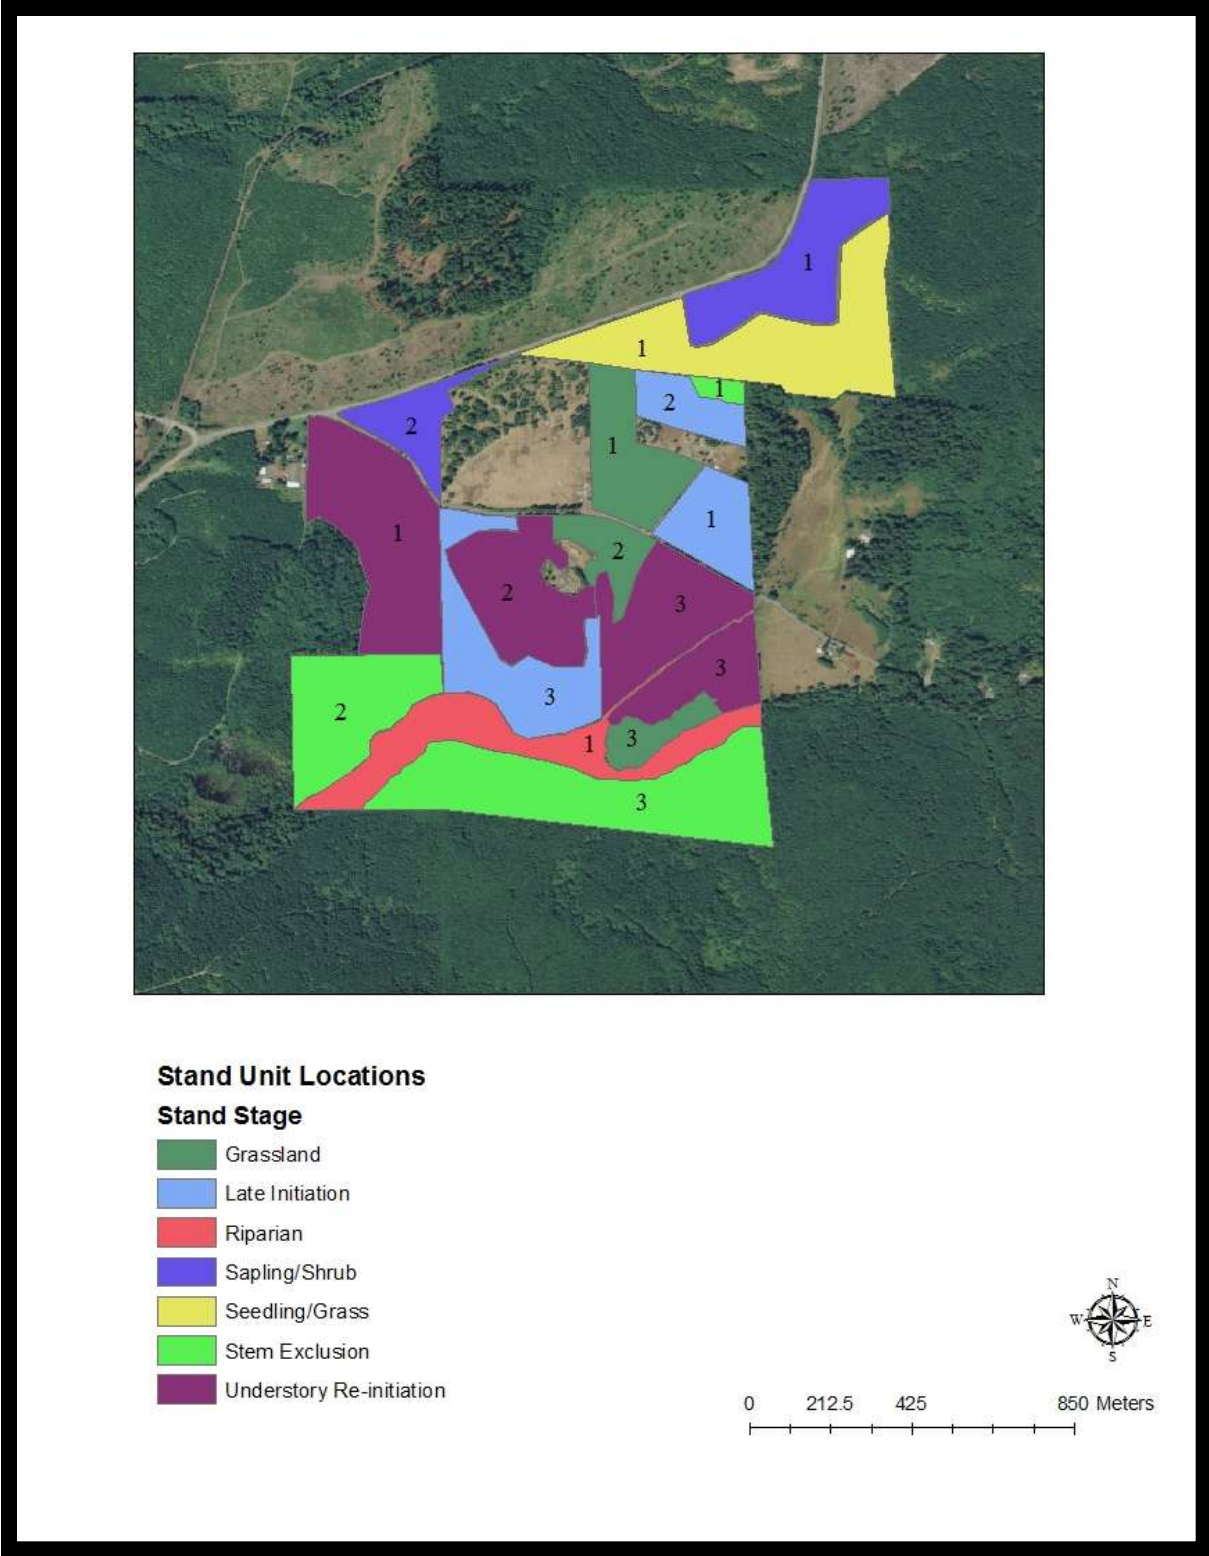 1
1
2
1
2
1
1
1
2
2
3
3
3
2
1
3
3
Stand Unit Locations
Stand Stage
Grassland
Late Initiation
Riparian
Sapling/Shrub
Seedling/Grass
Stem Exclusion
Understory Re-initiation
N
W E
S
0 212.5 425 850 Meters